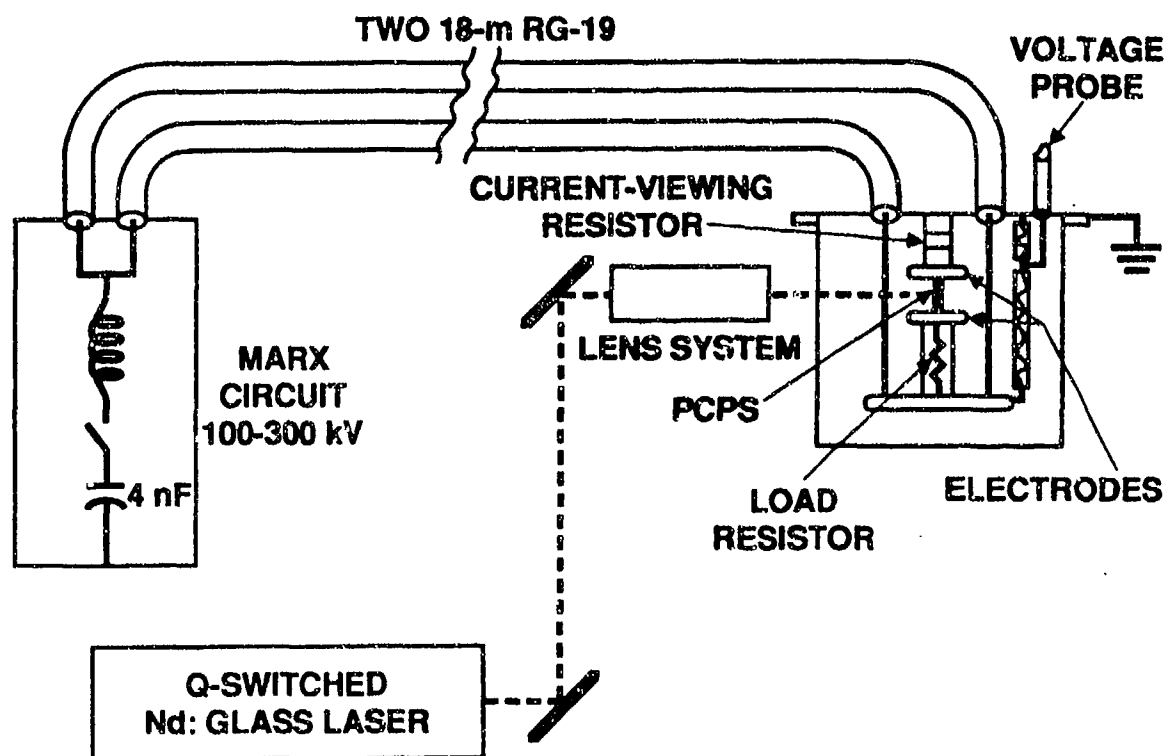 TWO 18-m RG-19
VOLTAGE
PROBE
CURRENT-VIEWING
RESISTOR
LENS SYSTEM
MARX
CIRCUIT
100-300 kV
PCPS
4 nF
ELECTRODES
LOAD
RESISTOR
Q-SWITCHED
Nd: GLASS LASER